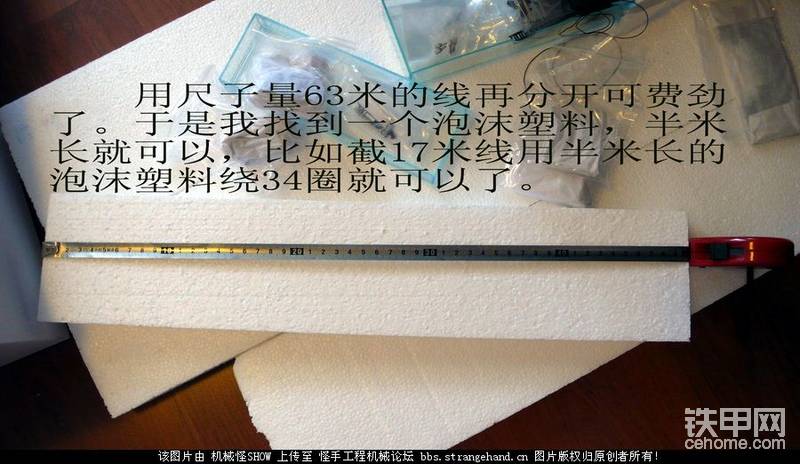 用尺子量63米的线再分开可费劲
了。于是我找到一个泡沫塑料，半米
长就可以，比如截17米线用半米长的
泡沫塑料绕34圈就可以了。
铁甲网
cehome.com
该图片由 机械怪SHOW 上传至 怪手工程机械论坛 bbs.strangehand.cn 图片版权归原创者所有!